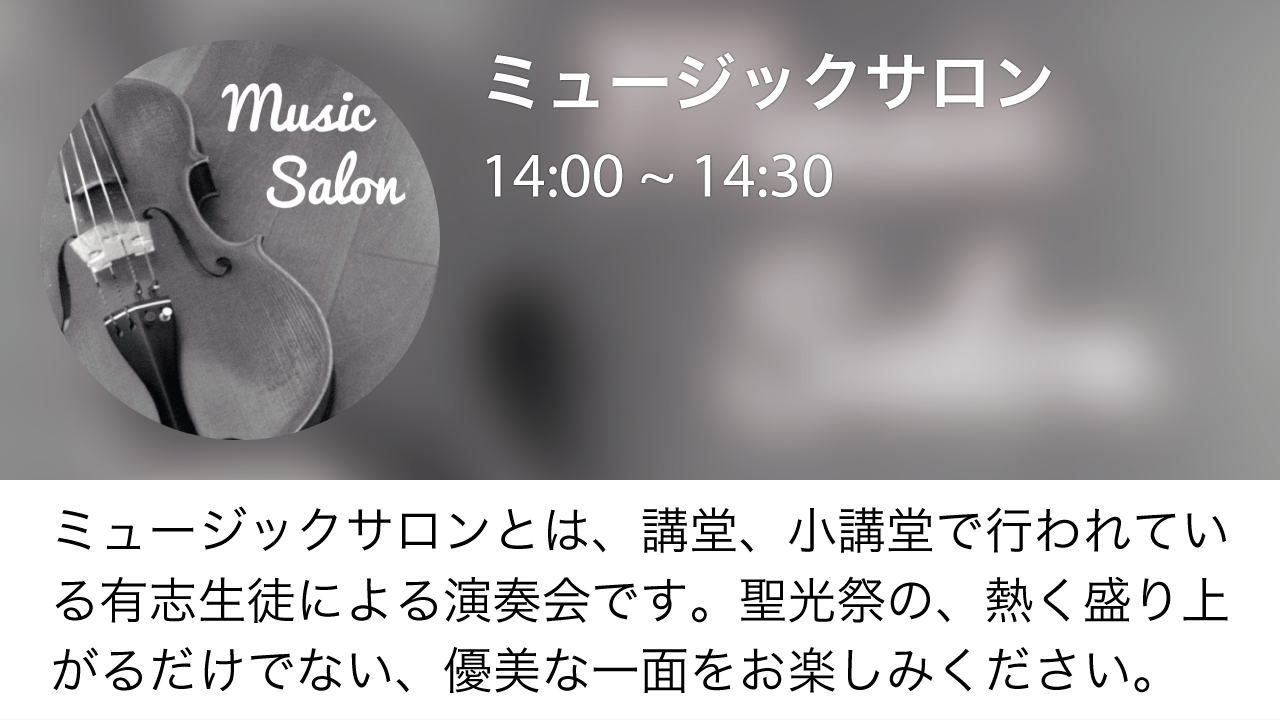 Music
Salon
ミュージックサロン
14:00 ~ 14:30
ミュージックサロンとは、講堂、小講堂で行われてい
る有志生徒による演奏会です。聖光祭の、熱く盛り上
がるだけでない、優美な一面をお楽しみください。